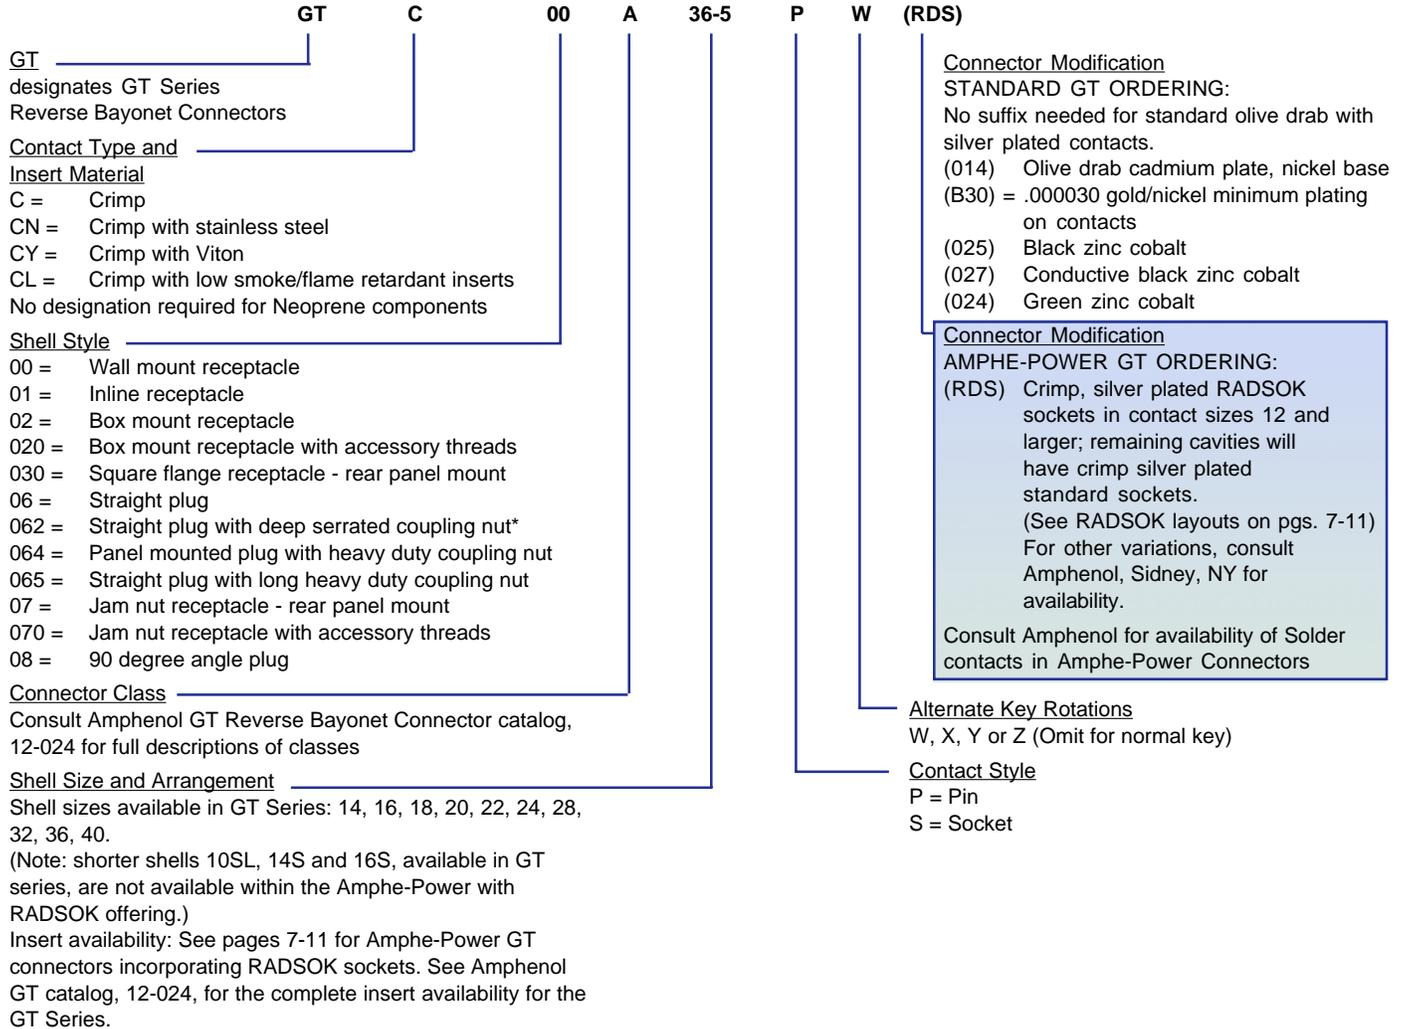 GT C 00 A 36-5 P W (RDS)
GT
designates GT Series
Reverse Bayonet Connectors
Contact Type and
Insert Material
C = Crimp
CN = Crimp with stainless steel
CY = Crimp with Viton
CL = Crimp with low smoke/flame retardant inserts
No designation required for Neoprene components
Shell Style
00 = Wall mount receptacle
01 = Inline receptacle
02 = Box mount receptacle
020 = Box mount receptacle with accessory threads
030 = Square flange receptacle - rear panel mount
06 = Straight plug
062 = Straight plug with deep serrated coupling nut*
064 = Panel mounted plug with heavy duty coupling nut
065 = Straight plug with long heavy duty coupling nut
07 = Jam nut receptacle - rear panel mount
070 = Jam nut receptacle with accessory threads
08 = 90 degree angle plug
Connector Class
Consult Amphenol GT Reverse Bayonet Connector catalog,
12-024 for full descriptions of classes
Shell Size and Arrangement
Shell sizes available in GT Series: 14, 16, 18, 20, 22, 24, 28,
32, 36, 40.
(Note: shorter shells 10SL, 14S and 16S, available in GT
series, are not available within the Amphe-Power with
RADSOK offering.)
Insert availability: See pages 7-11 for Amphe-Power GT
connectors incorporating RADSOK sockets. See Amphenol
GT catalog, 12-024, for the complete insert availability for the
GT Series.
Connector Modification
STANDARD GT ORDERING:
No suffix needed for standard olive drab with
silver plated contacts.
(014) Olive drab cadmium plate, nickel base
(B30) = .000030 gold/nickel minimum plating
on contacts
(025) Black zinc cobalt
(027) Conductive black zinc cobalt
(024) Green zinc cobalt
Connector Modification
AMPHE-POWER GT ORDERING:
(RDS) Crimp, silver plated RADSOK
sockets in contact sizes 12 and
larger; remaining cavities will
have crimp silver plated
standard sockets.
(See RADSOK layouts on pgs. 7-11)
For other variations, consult
Amphenol, Sidney, NY for
availability.
Consult Amphenol for availability of Solder
contacts in Amphe-Power Connectors
Alternate Key Rotations
W, X, Y or Z (Omit for normal key)
Contact Style
P = Pin
S = Socket